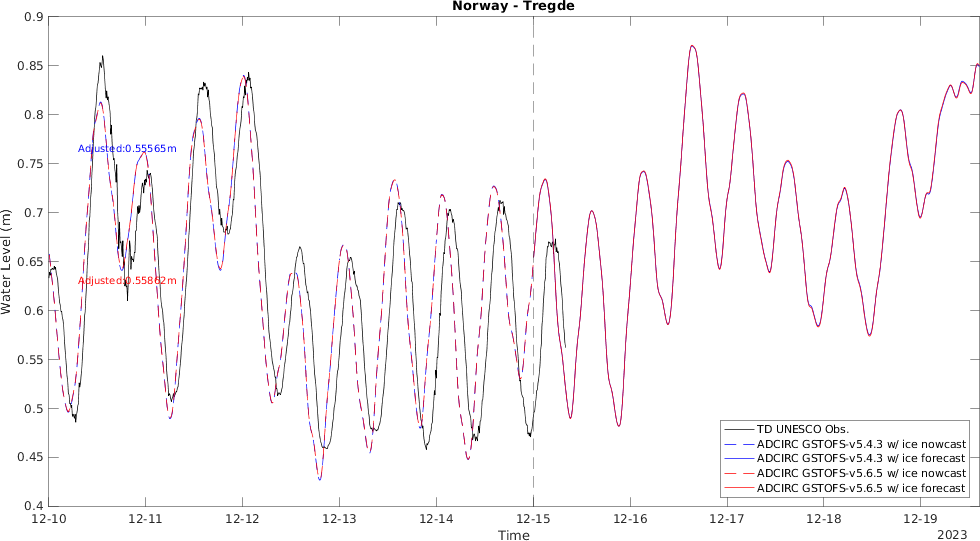 Norway - Tregde
0.9
0.85
0.8
0.75
0.7
0.65
0.6
0.55
0.5
0.45
0.4
Water Level (m)
Adjusted:0.55565m
Adjusted:0.55862m
TD UNESCO Obs.
ADCIRC GSTOFS-v5.4.3 w/ ice nowcast
ADCIRC GSTOFS-v5.4.3 w/ ice forecast
ADCIRC GSTOFS-v5.6.5 w/ ice nowcast
ADCIRC GSTOFS-v5.6.5 w/ ice forecast
12-10 12-11 12-12 12-13 12-14 12-15 12-16 12-17 12-18 12-19
Time
2023